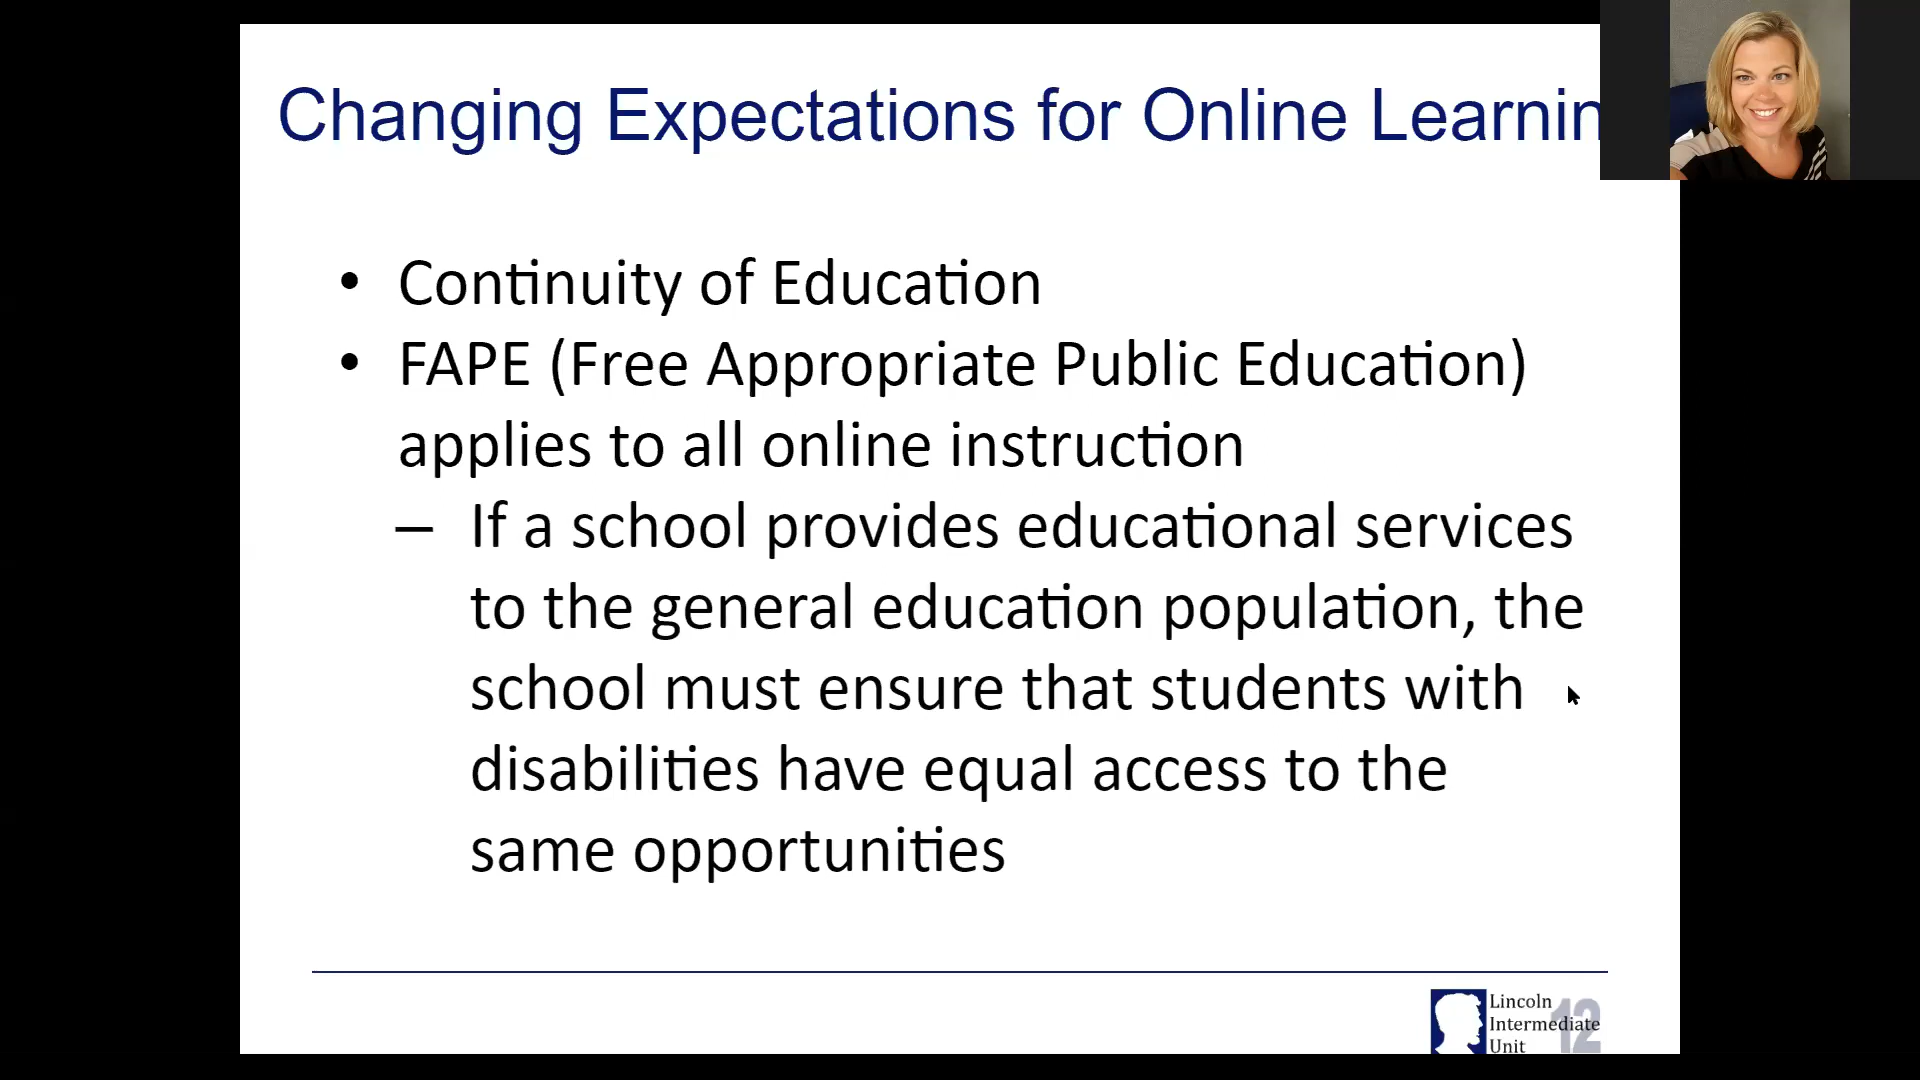 Changing Expectations for Online Learnin
• Continuity of Education
• FAPE (Free Appropriate Public Education)
applies to all online instruction
– If a school provides educational services
to the general education population, the
school must ensure that students with
disabilities have equal access to the
same opportunities
Lincoln
Intermediate
Unit
12